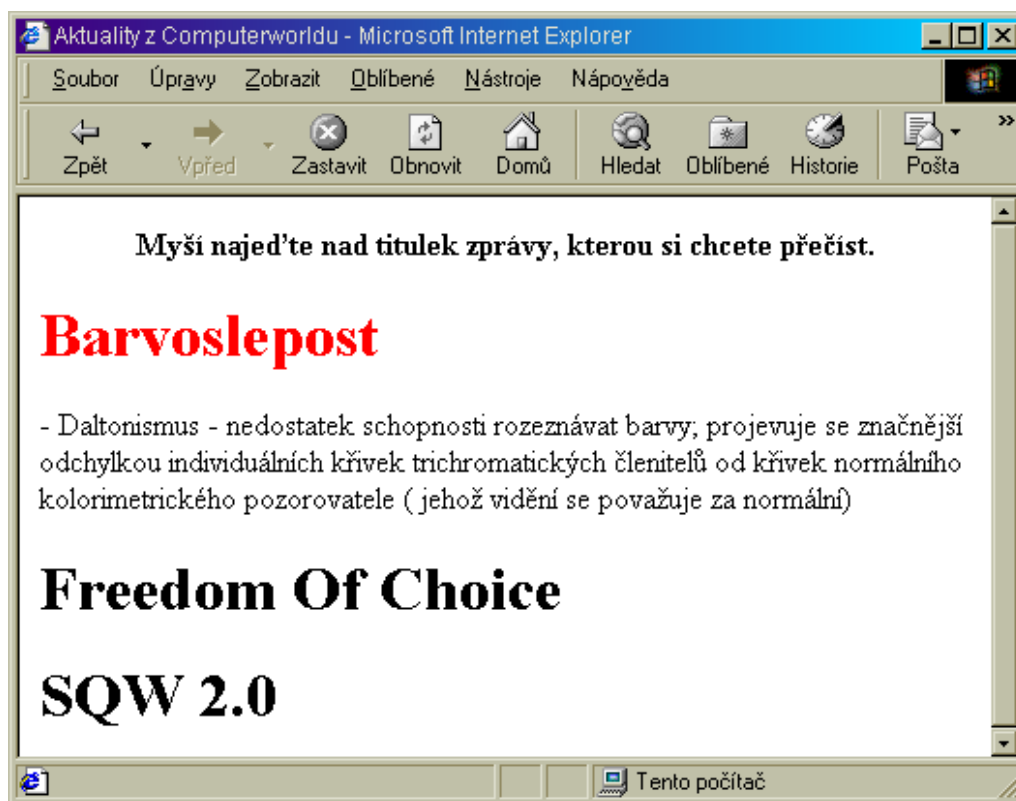 Aktuality z Computerworldu - Microsoft Internet Explorer
Soubor Úpravy Zobrazit Oblíbené Nástroje Nápověda
Zpět Vpřed Zastavit Obnovit Domů Hledat Oblíbené Historie Pošta »
Myší najeďte nad titulek zprávy, kterou si chcete přečíst.
Barvoslepost
- Daltonismus - nedostatek schopnosti rozeznávat barvy; projevuje se značnější
odchylkou individuálních křivek trichromatických členitelů od křivek normálního
kolorimetrického pozorovatele ( jehož vidění se považuje za normální)
Freedom Of Choice
SQW 2.0
Tento počítač